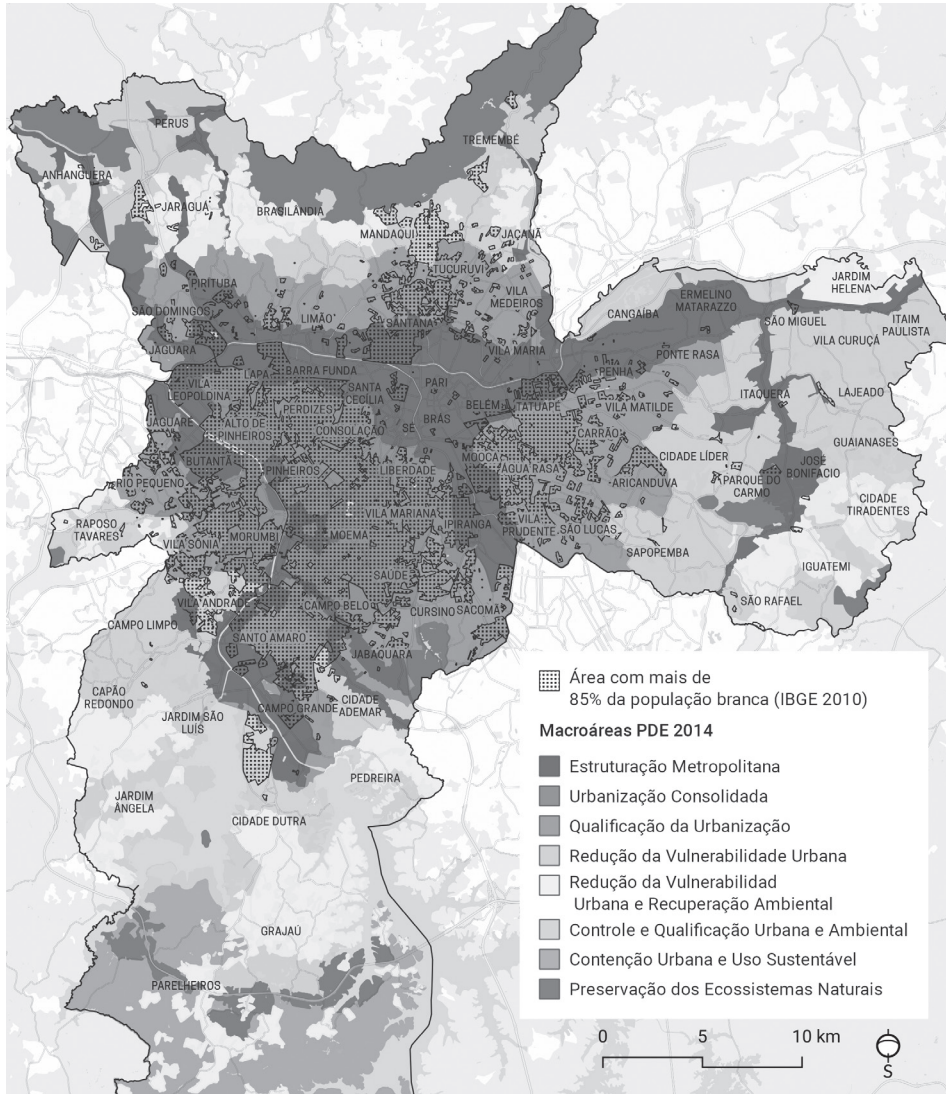 PERUS
TREMEMBÉ
ANHANGUERA
JARAGUÁ
BRASILÂNDIA
MANDAQUI
JAÇANÃ
TUCURUVI
PIRITUBA
VILA
MEDEIROS
JARDIM
HELENA
ERMELINO
MATARAZZO
SÃO DOMINGOS
LIMÃO
SANTANA
CANGAÍBA
SÃO MIGUEL
ITAIM
PAULISTA
VILA CURUÇÁ
JAGUARA
VILA MARIA
PONTE RASA
LAPA
BARRA FUNDA
PENHA
VILA
LEOPOLDINA
SANTA
CECÍLIA
PARI
ITAQUERA
LAJEADO
PERDIZES
BELÉM
TATUAPÉ
VILA MATILDE
JAGUARÉ
ALTO DE
PINHEIROS
CONSOLAÇÃO
SÉ
BRÁS
CARRÃO
GUAIANASES
BUTANTÃ
PINHEIROS
LIBERDADE
MOOCA
ÁGUA RASA
CIDADE LÍDER
JOSÉ
BONIFÁCIO
RIO PEQUENO
ARICANDUVA
PARQUE DO
CARMO
CIDADE
TIRADENTES
RAPOSO
TAVARES
VILA MARIANA
IPIRANGA
VILA
PRUDENTE
SÃO LUCAS
VILA SÔNIA
MORUMBI
MOEMA
SAPOPEMBA
IGUATEMI
SAÚDE
VILA ANDRADE
CAMPO BELO
CURSINO
SACOMÃ
SÃO RAFAEL
CAMPO LIMPO
SANTO AMARO
JABAQUARA
CAPÃO
REDONDO
CAMPO GRANDE
CIDADE
ADEMAR
JARDIM SÃO
LUÍS
PEDREIRA
JARDIM
ÂNGELA
CIDADE DUTRA
GRAJAÚ
PARELHEIROS
Área com mais de
85% da população branca (IBGE 2010)
Macroáreas PDE 2014
Estruturação Metropolitana
Urbanização Consolidada
Qualificação da Urbanização
Redução da Vulnerabilidade Urbana
Redução da Vulnerabilidad
Urbana e Recuperação Ambiental
Controle e Qualificação Urbana e Ambiental
Contenção Urbana e Uso Sustentável
Preservação dos Ecossistemas Naturais
0 5 10 km
S